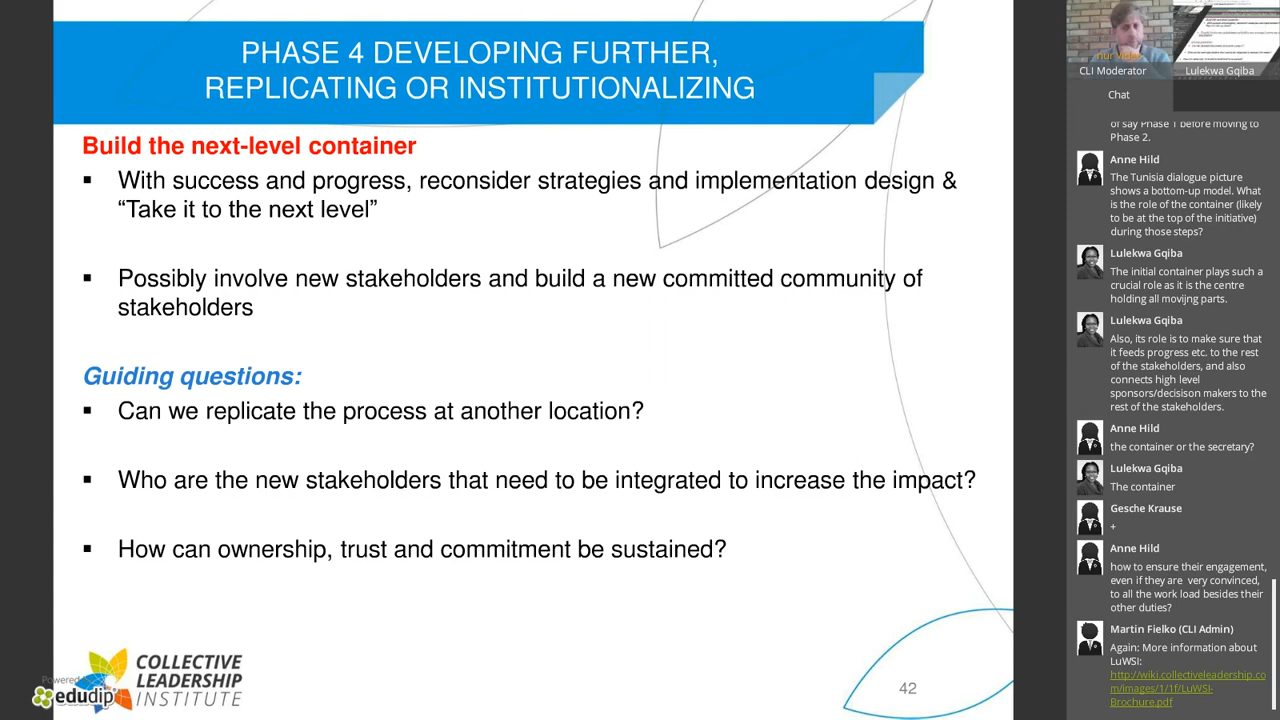 PHASE 4 DEVELOPING FURTHER,
REPLICATING OR INSTITUTIONALIZING
Build the next-level container
▪ With success and progress, reconsider strategies and implementation design &
“Take it to the next level”
▪ Possibly involve new stakeholders and build a new committed community of
stakeholders
Guiding questions:
▪ Can we replicate the process at another location?
▪ Who are the new stakeholders that need to be integrated to increase the impact?
▪ How can ownership, trust and commitment be sustained?
COLLECTIVE
LEADERSHIP
INSTITUTE
Powered
edudip
42
CLI Moderator
Lulekwa Gqiba
Chat
of say Phase 1 before moving to
Phase 2.
Anne Hild
The Tunisia dialogue picture
shows a bottom-up model. What
is the role of the container (likely
to be at the top of the initiative)
during those steps?
Lulekwa Gqiba
The initial container plays such a
crucial role as it is the centre
holding all movijng parts.
Lulekwa Gqiba
Also, its role is to make sure that
it feeds progress etc. to the rest
of the stakeholders, and also
connects high level
sponsors/decisison makers to the
rest of the stakeholders.
Anne Hild
the container or the secretary?
Lulekwa Gqiba
The container
Gesche Krause
+
Anne Hild
how to ensure their engagement,
even if they are very convinced,
to all the work load besides their
other duties?
Martin Fielko (CLI Admin)
Again: More information about
LuWSI:
http://wiki.collectiveleadership.co
m/images/1/1f/LuWSI-
Brochure.pdf